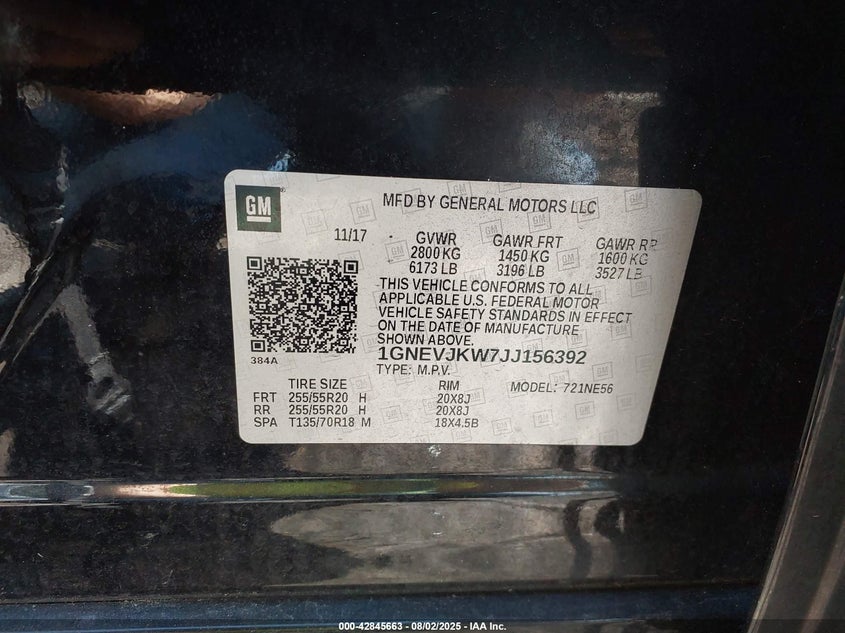 GM
MFD BY GENERAL MOTORS LLC
11/17
GVWR GAWR FRT GAWR RR
2800 KG 1450 KG 1600 KG
6173 LB 3196 LB 3527 LB
THIS VEHICLE CONFORMS TO ALL
APPLICABLE U.S. FEDERAL MOTOR
VEHICLE SAFETY STANDARDS IN EFFECT
ON THE DATE OF MANUFACTURE
SHOWN ABOVE.
384A
1GNEVJKW7JJ156392
TYPE: M.P.V.
TIRE SIZE RIM MODEL: 721NE56
FRT 255/55R20 H 20X8J
RR 255/55R20 H 20X8J
SPA T135/70R18 M 18X4.5B
000-42845663 - 08/02/2025 - IAA Inc.